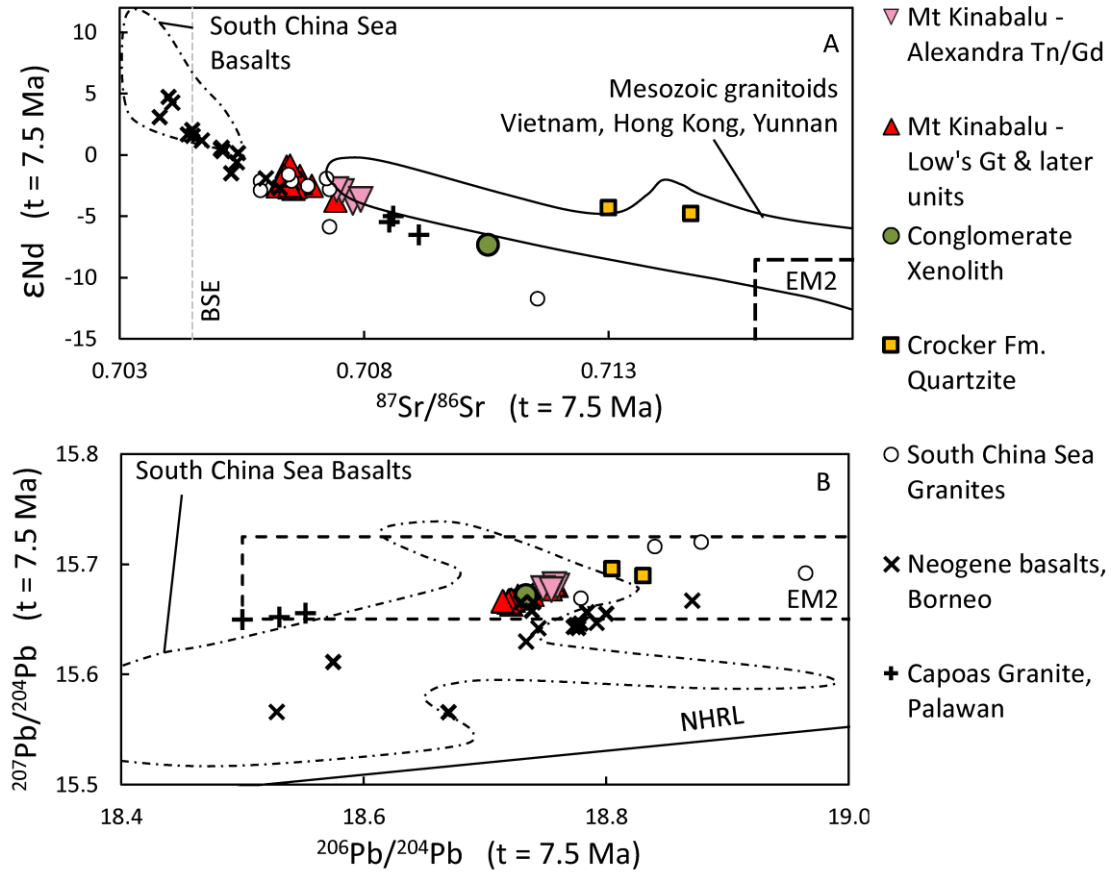 South China Sea
Basalts
A
Mesozoic granitoids
Vietnam, Hong Kong, Yunnan
EM2
BSE
10
5
0
-5
-10
-15
εNd (t = 7.5 Ma)
0.703
0.708
0.713
⁸⁷Sr/⁸⁶Sr (t = 7.5 Ma)
South China Sea Basalts
B
EM2
NHRL
15.8
15.7
15.6
15.5
²⁰⁷Pb/²⁰⁴Pb (t = 7.5 Ma)
18.4
18.6
18.8
19.0
²⁰⁶Pb/²⁰⁴Pb (t = 7.5 Ma)
Mt Kinabalu -
Alexandra Tn/Gd
Mt Kinabalu -
Low's Gt & later
units
Conglomerate
Xenolith
Crocker Fm.
Quartzite
South China Sea
Granites
Neogene basalts,
Borneo
Capoas Granite,
Palawan